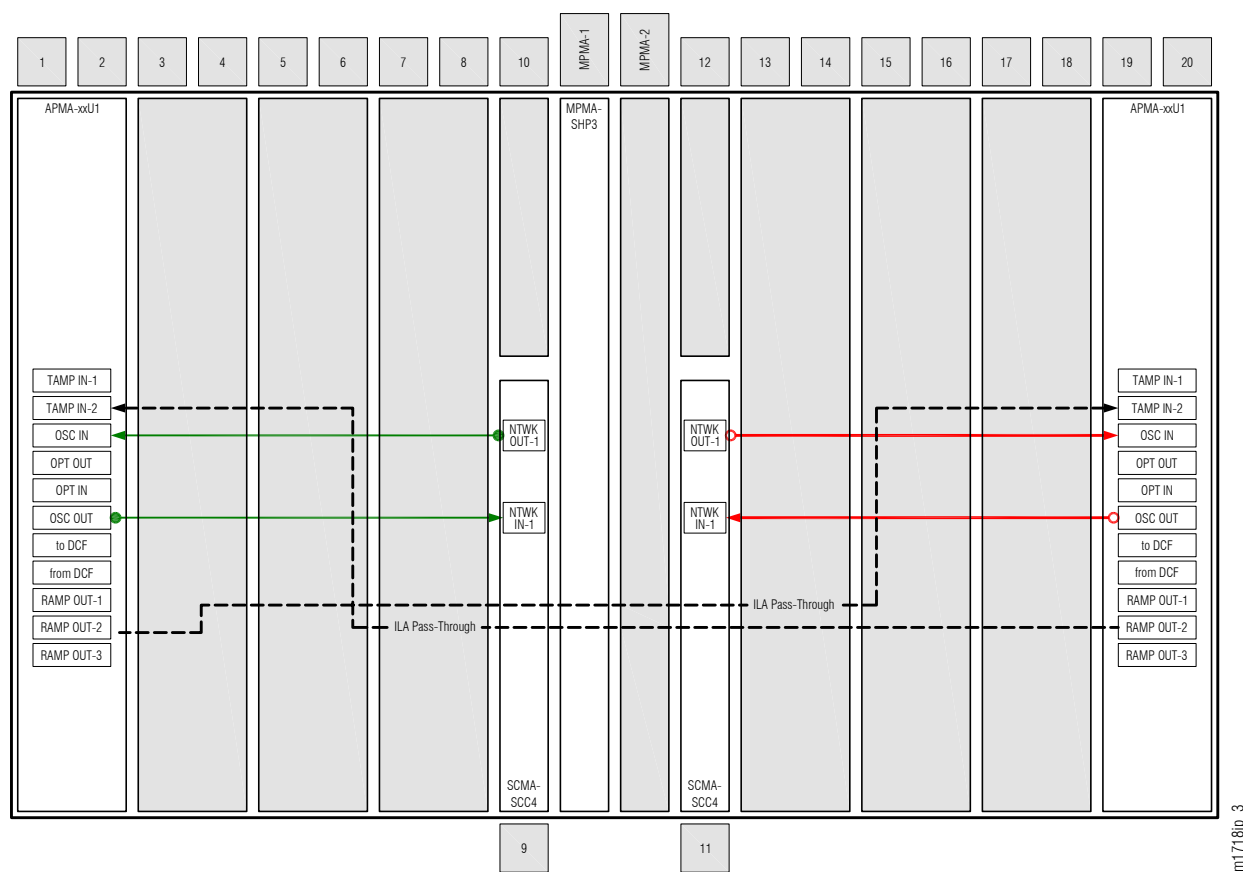 MPMA-1
MPMA-2
1
2
3
4
5
6
7
8
10
12
13
14
15
16
17
18
19
20
APMA-xxU1
MPMA-
SHP3
APMA-xxU1
TAMP IN-1
TAMP IN-2
OSC IN
OPT OUT
OPT IN
OSC OUT
to DCF
from DCF
RAMP OUT-1
RAMP OUT-2
RAMP OUT-3
NTWK
OUT-1
NTWK
IN-1
SCMA-
SCC4
NTWK
OUT-1
NTWK
IN-1
SCMA-
SCC4
ILA Pass-Through
ILA Pass-Through
TAMP IN-1
TAMP IN-2
OSC IN
OPT OUT
OPT IN
OSC OUT
to DCF
from DCF
RAMP OUT-1
RAMP OUT-2
RAMP OUT-3
9
11
m1718jp_3